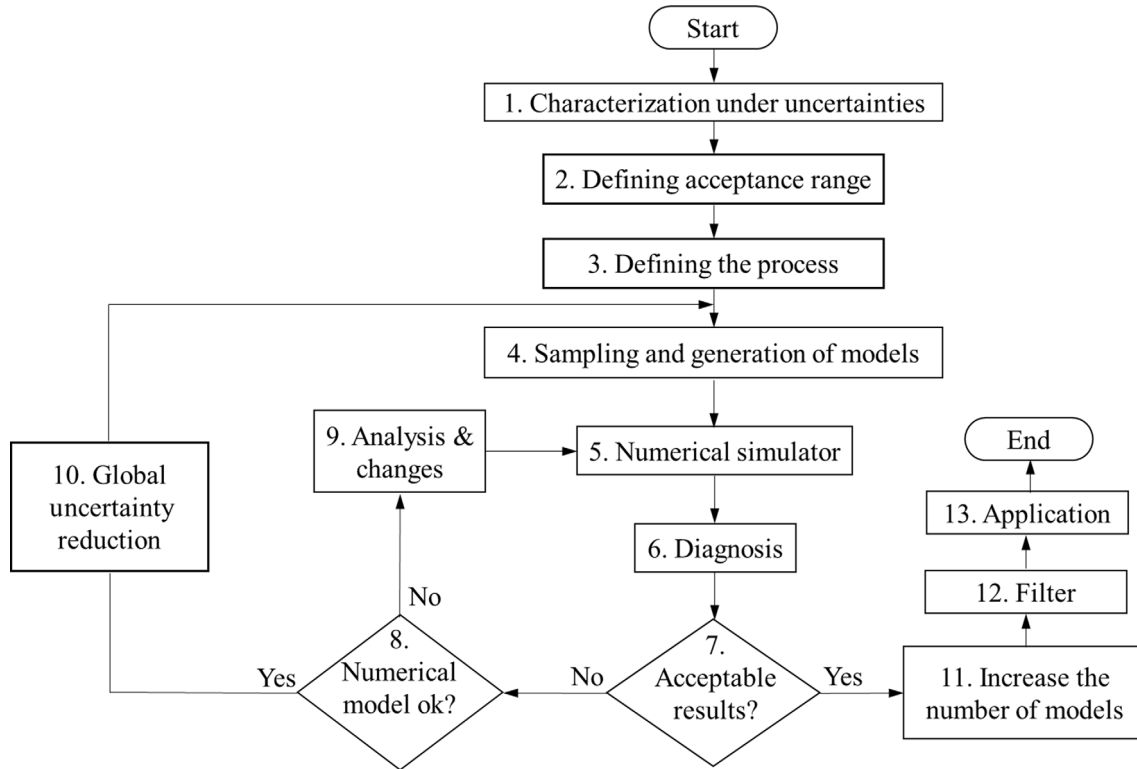 Start
1. Characterization under uncertainties
2. Defining acceptance range
3. Defining the process
4. Sampling and generation of models
5. Numerical simulator
6. Diagnosis
7.
Acceptable
results?
No
Yes
8.
Numerical
model ok?
No
Yes
9. Analysis &
changes
10. Global
uncertainty
reduction
11. Increase the
number of models
12. Filter
13. Application
End